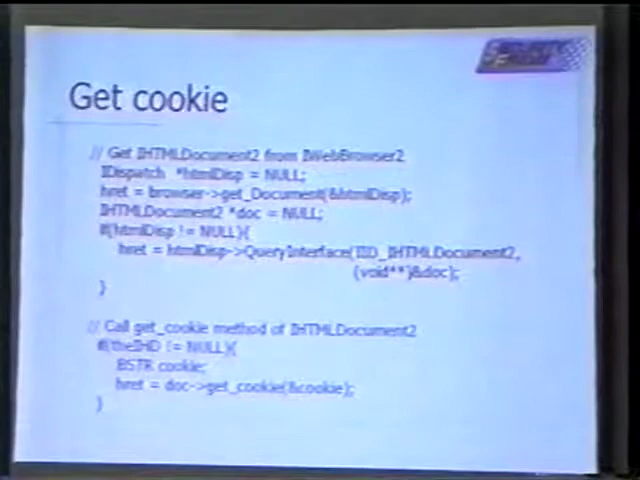 Get cookie
// Get IHTMLDocument2 from IWebBrowser2
IDispatch *htmlDisp = NULL;
hret = browser->get_Document(&htmlDisp);
IHTMLDocument2 *doc = NULL;
if(htmlDisp != NULL){
hret = htmlDisp->QueryInterface(IID_IHTMLDocument2,
(void**)&doc);
}
// Call get_cookie method of IHTMLDocument2
if(theIHD != NULL){
BSTR cookie;
hret = doc->get_cookie(&cookie);
}